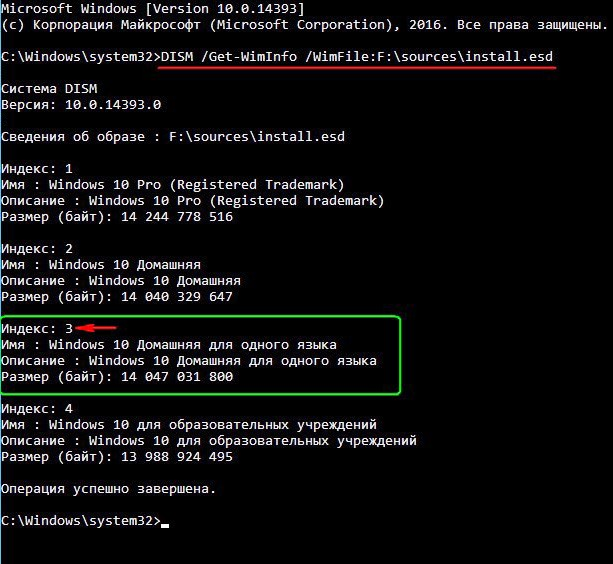 Microsoft Windows [Version 10.0.14393]
(c) Корпорация Майкрософт (Microsoft Corporation), 2016. Все права защищены.
C:\Windows\system32>DISM /Get-WimInfo /WimFile:F:\sources\install.esd
Cистема DISM
Версия: 10.0.14393.0
Сведения об образе : F:\sources\install.esd
Индекс: 1
Имя : Windows 10 Pro (Registered Trademark)
Описание : Windows 10 Pro (Registered Trademark)
Размер (байт): 14 244 778 516
Индекс: 2
Имя : Windows 10 Домашняя
Описание : Windows 10 Домашняя
Размер (байт): 14 040 329 647
Индекс: 3
Имя : Windows 10 Домашняя для одного языка
Описание : Windows 10 Домашняя для одного языка
Размер (байт): 14 047 031 800
Индекс: 4
Имя : Windows 10 для образовательных учреждений
Описание : Windows 10 для образовательных учреждений
Размер (байт): 13 988 924 495
Операция успешно завершена.
C:\Windows\system32>